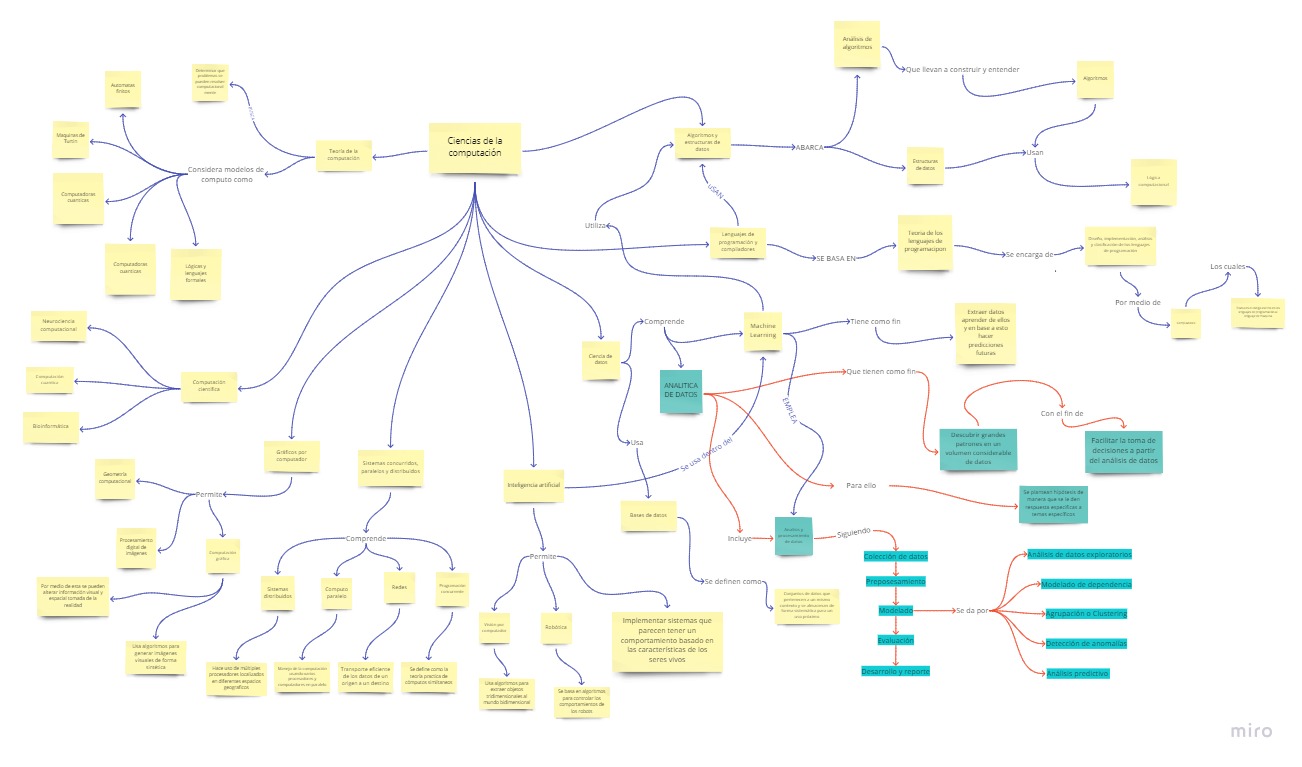 Análisis de
algoritmos
Que llevan a construir y entender
Algoritmos
Determinar que
problemas se
pueden resolver
computacional
mente
Autómatas
finitos
Maquinas de
Turin
Teoría de la
computación
Ciencias de la
computación
Algoritmos y
estructuras de
datos
ABARCA
Estructuras
de datos
Usan
Lógica
computacional
Considera modelos de
computo como
Computadoras
cuanticas
Computadoras
cuanticas
Lógicas y
lenguajes
formales
uSAN
Utiliza
Lenguajes de
programación y
compiladores
SE BASA EN
Teoria de los
lenguajes de
programacipon
Se encarga de
Diseño, implementación, análisis
y clasificación de los lenguajes
de programación
Los cuales
Por medio de
Neurociencia
computacional
Computación
cuantica
Bioinformática
Computación
científica
Ciencia de
datos
Comprende
Machine
Learning
Tiene como fin
Extraer datos
aprender de ellos
y en base a esto
hacer
predicciones
futuras
ANALITICA
DE DATOS
Que tienen como fin
EMPLEA
Con el fin de
Descubrir grandes
patrones en un
volumen considerable
de datos
Facilitar la toma de
decisiones a partir
del análisis de datos
Usa
Se usa dentro del
Gráficos por
computador
Sistemas concurridos,
paralelos y distribuidos
Inteligencia artificial
Para ello
Se plantean hipótesis de
manera que se le den
respuesta específicas a
temas específicos
Geometría
computacional
Permite
Bases de datos
Procesamiento
digital de
imágenes
Computación
gráfica
Comprende
Permite
Incluye
Analisis y
procesamiento
de datos
Siguiendo
Colección de datos
Preposesamiento
Modelado
Evaluación
Desarrollo y reporte
Se da por
Análisis de datos exploratorios
Modelado de dependencia
Agrupación o Clustering
Detección de anomalías
Análisis predictivo
Se definen como
Conjuntos de datos que
pertenecen a un mismo
contexto y se almacenan de
forma sistemática para un
uso próximo
Por medio de esta se pueden
alterar información visual y
espacial tomada de la
realidad
Sistemas
distribuidos
Computo
paralelo
Redes
Programación
concurrente
Visión por
computador
Robótica
Implementar sistemas que
parecen tener un
comportamiento basado en
las características de los
seres vivos
Usa algoritmos para
generar imágenes
visuales de forma
sintética
Hace uso de múltiples
procesadores localizados
en diferentes espacios
geograficos
Manejo de la computación
usando varios
procesadores y
computadores en paralelo
Transporte eficiente
de los datos de un
origen a un destino
Se define como la
teoría practica de
cómputos simltáneos
Usa algoritmos para
extraer objetos
tridimensionales al
mundo bidimensional
Se basa en algoritmos
para controlar los
comportamientos de
los robots
miro